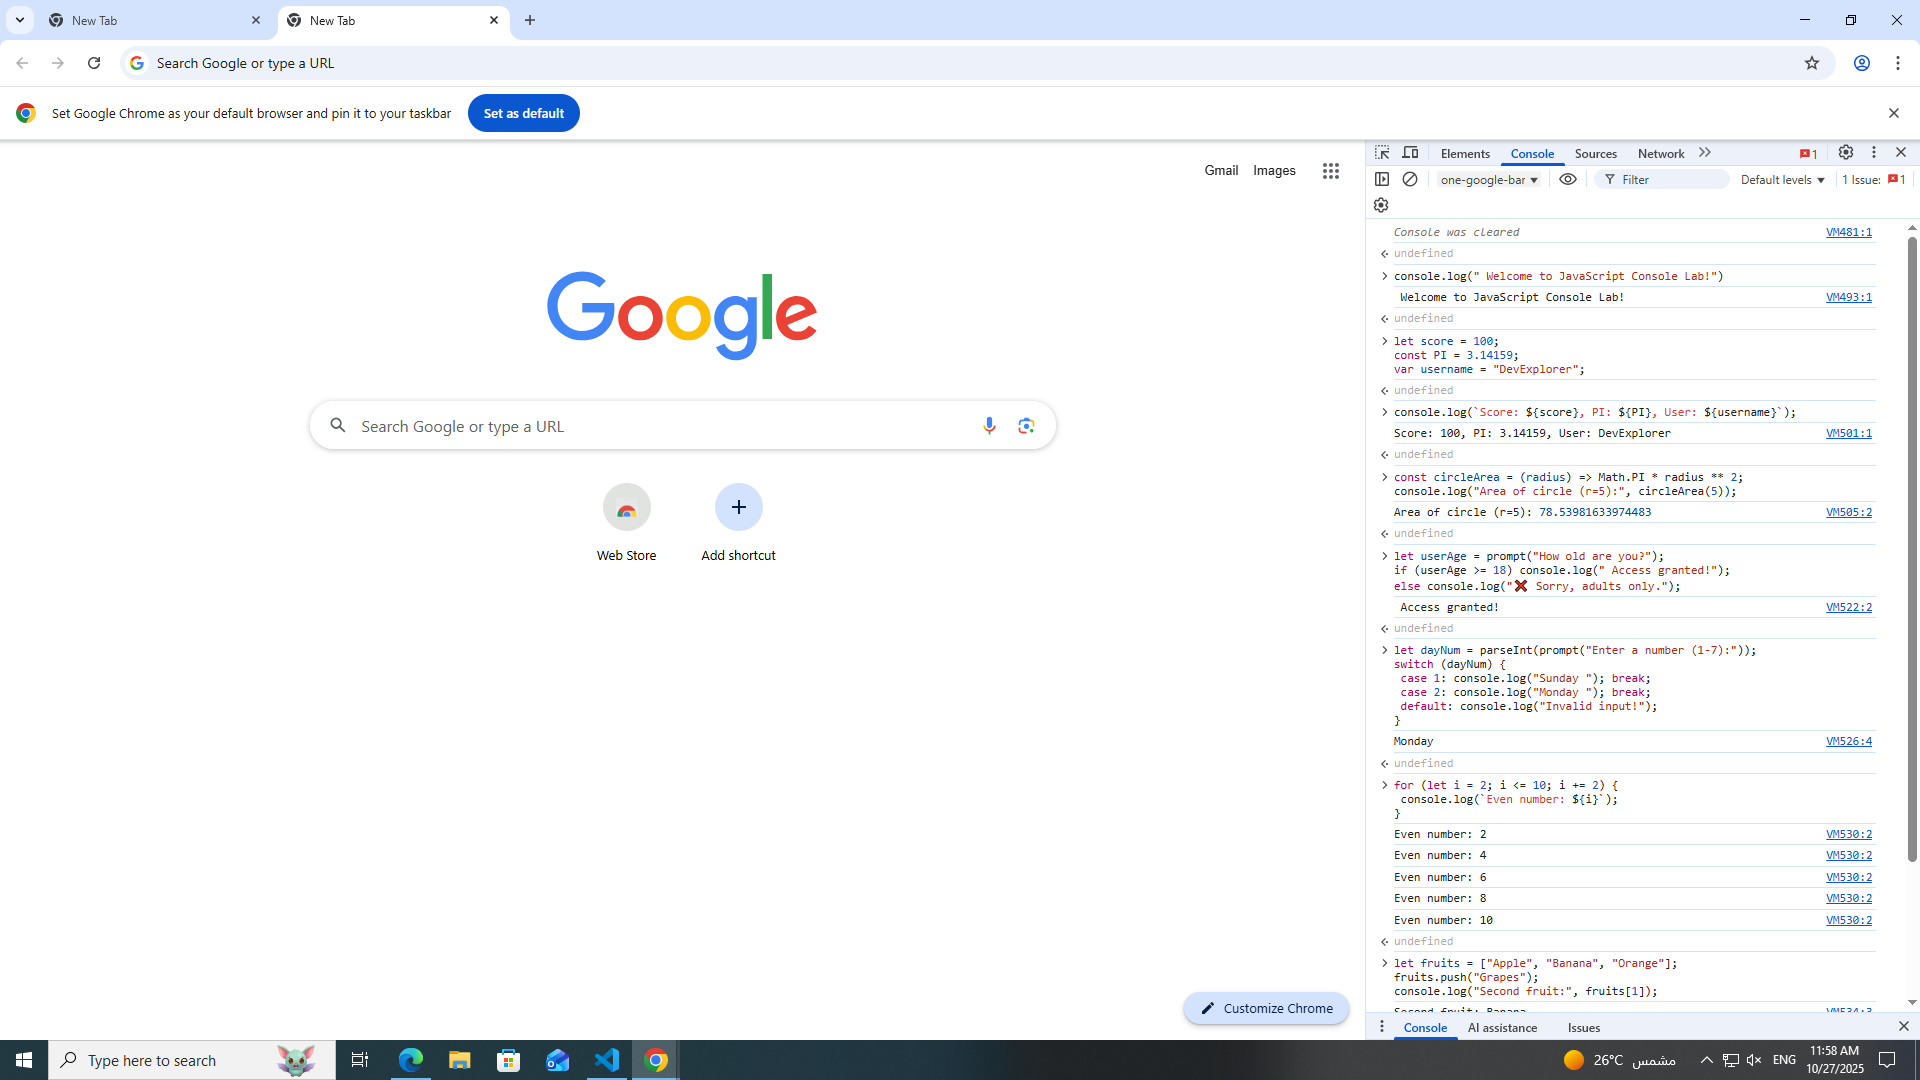 New Tab
New Tab
Search Google or type a URL
Set Google Chrome as your default browser and pin it to your taskbar
Set as default
Gmail
Images
Google
Search Google or type a URL
Web Store
Add shortcut
Customize Chrome
Elements
Console
Sources
Network
1
one-google-bar
Filter
Default levels
1 Issue:
1
Console was cleared
VM481:1
undefined
console.log(" Welcome to JavaScript Console Lab!")
Welcome to JavaScript Console Lab!
VM493:1
undefined
let score = 100;
const PI = 3.14159;
var username = "DevExplorer";
undefined
console.log(`Score: ${score}, PI: ${PI}, User: ${username}`);
Score: 100, PI: 3.14159, User: DevExplorer
VM501:1
undefined
const circleArea = (radius) => Math.PI * radius ** 2;
console.log("Area of circle (r=5):", circleArea(5));
Area of circle (r=5): 78.53981633974483
VM505:2
undefined
let userAge = prompt("How old are you?");
if (userAge >= 18) console.log(" Access granted!");
else console.log("❌ Sorry, adults only.");
Access granted!
VM522:2
undefined
let dayNum = parseInt(prompt("Enter a number (1-7):"));
switch (dayNum) {
case 1: console.log("Sunday "); break;
case 2: console.log("Monday "); break;
default: console.log("Invalid input!");
}
Monday
VM526:4
undefined
for (let i = 2; i <= 10; i += 2) {
console.log(`Even number: ${i}`);
}
Even number: 2
VM530:2
Even number: 4
VM530:2
Even number: 6
VM530:2
Even number: 8
VM530:2
Even number: 10
VM530:2
undefined
let fruits = ["Apple", "Banana", "Orange"];
fruits.push("Grapes");
console.log("Second fruit:", fruits[1]);
Second fruit: Banana
VM534:3
Console
AI assistance
Issues
Type here to search
26°C
مشمس
ENG
11:58 AM
10/27/2025